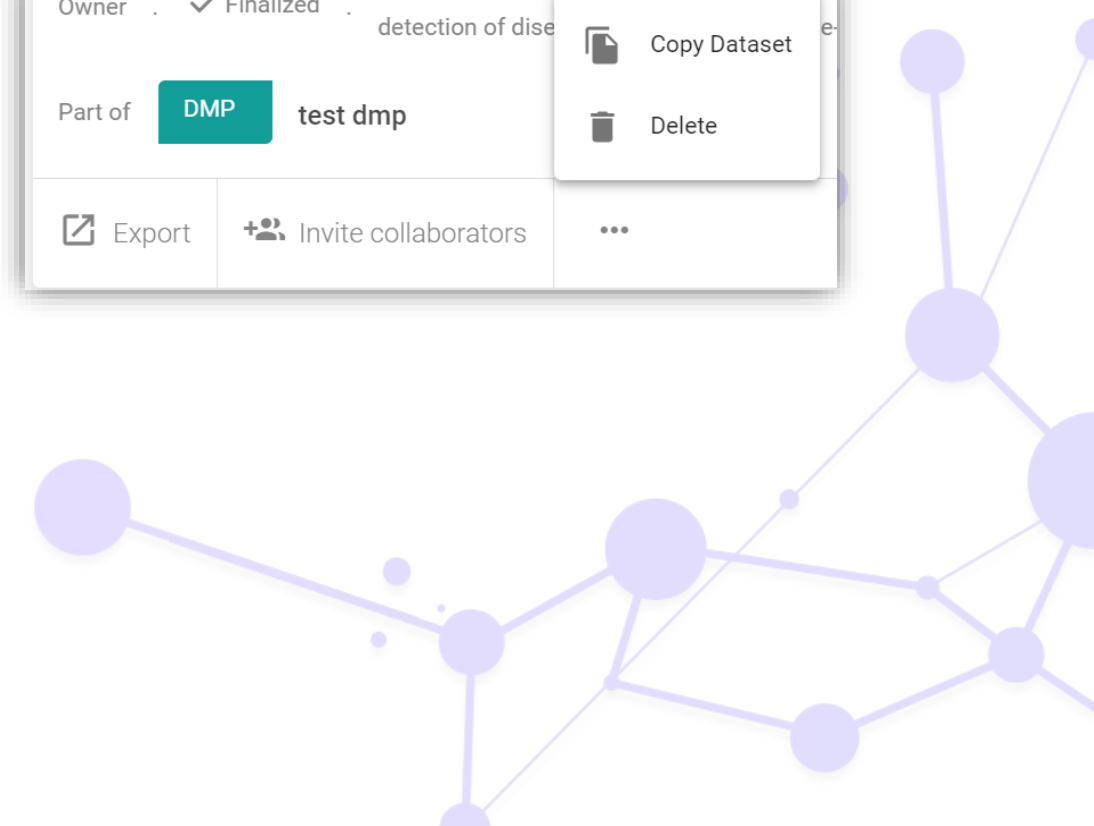 Owner . Finalized .
detection of dise
e-
Copy Dataset
Part of DMP test dmp
Delete
Export Invite collaborators ...